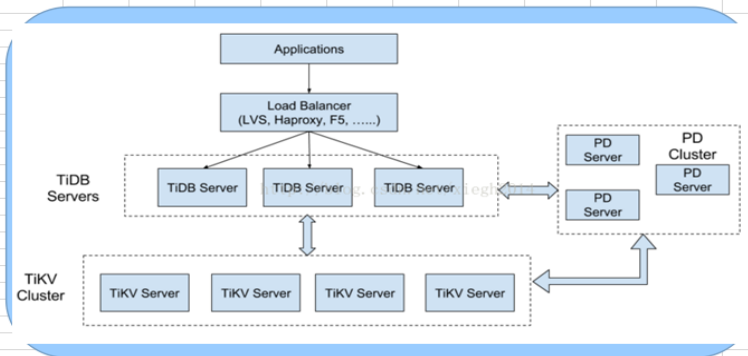 Applications
Load Balancer
(LVS, Haproxy, F5, …...)
TiDB
Servers
TiDB Server
TiDB Server
TiDB Server
PD
Server
PD
Cluster
PD
Server
PD
Server
TiKV
Cluster
TiKV Server
TiKV Server
TiKV Server
TiKV Server